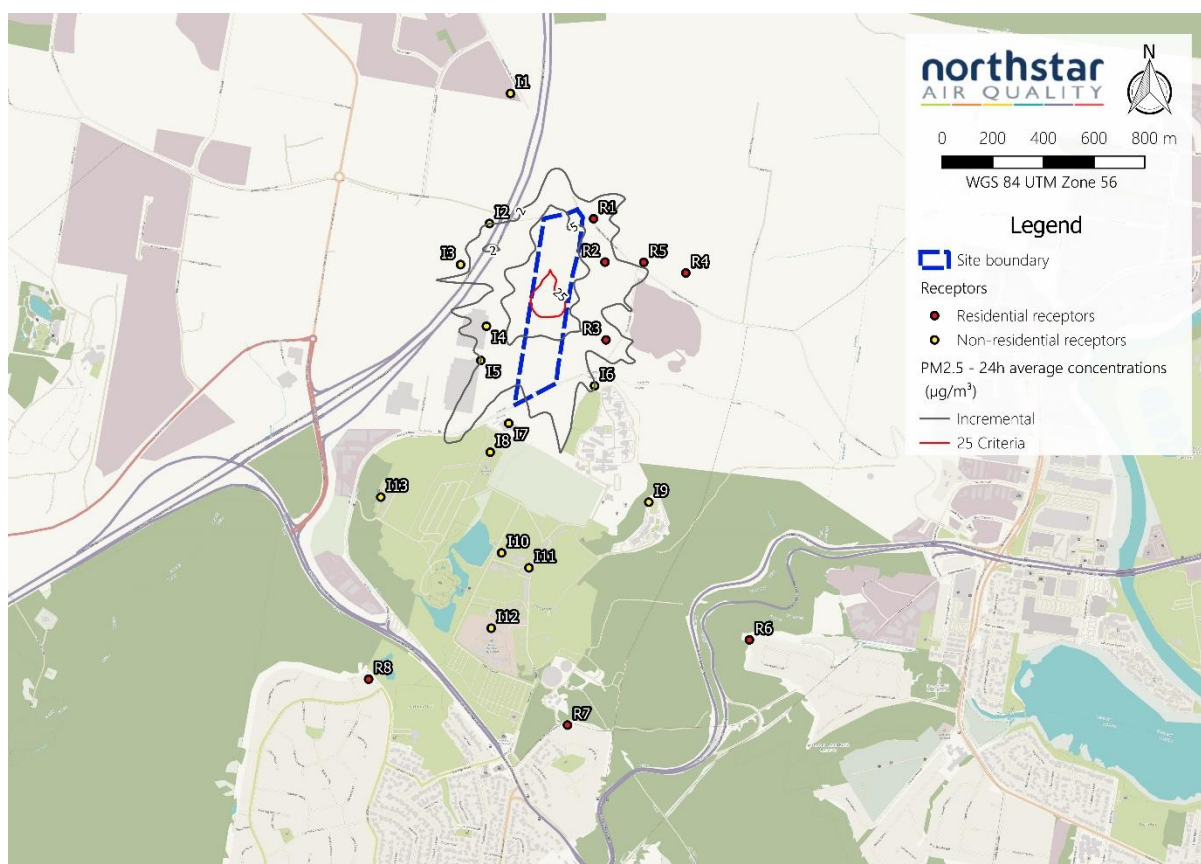 northstar
AIR QUALITY
N
0 200 400 600 800 m
WGS 84 UTM Zone 56
Legend
Site boundary
Receptors
Residential receptors
Non-residential receptors
PM2.5 - 24h average concentrations
(µg/m³)
Incremental
25 Criteria
I1
I2
2
R1
5
2
I3
R2
R5
R4
25
I4
R3
I5
I6
I7
I8
I13
I9
I10
I11
I12
R6
R8
R7